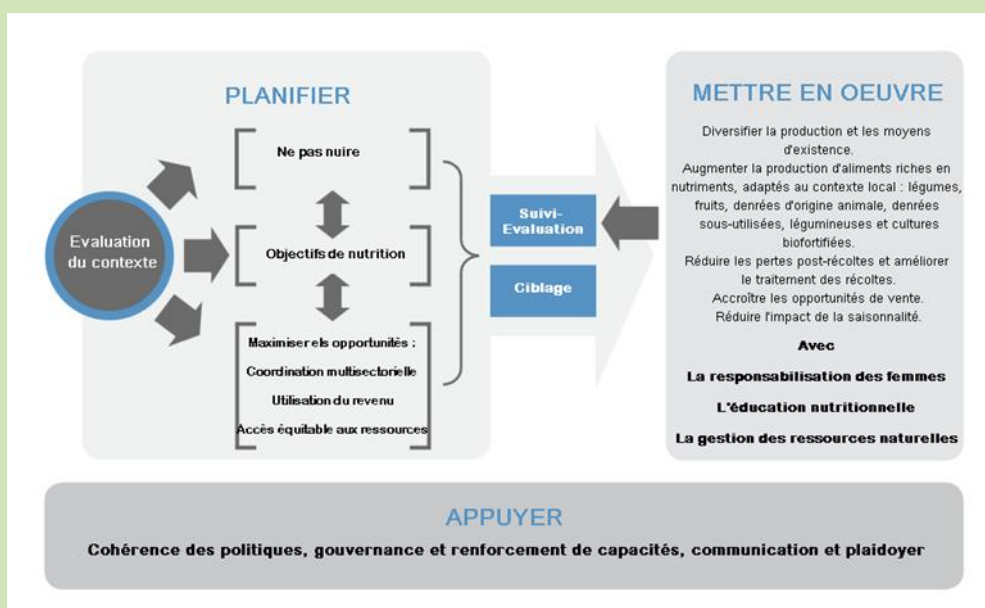 PLANIFIER
Evaluation
du contexte
Ne pas nuire
Objectifs de nutrition
Maximiser els opportunités :
Coordination multisectorielle
Utilisation du revenu
Accès équitable aux ressources
Suivi-
Evaluation
Ciblage
METTRE EN OEUVRE
Diversifier la production et les moyens
d'existence.
Augmenter la production d'aliments riches en
nutriments, adaptés au contexte local : légumes,
fruits, denrées d'origine animale, denrées
sous-utilisées, légumineuses et cultures
biofortifiées.
Réduire les pertes post-récoltes et améliorer
le traitement des récoltes.
Accroître les opportunités de vente.
Réduire l'impact de la saisonnalité.
Avec
La responsabilisation des femmes
L'éducation nutritionnelle
La gestion des ressources naturelles
APPUYER
Cohérence des politiques, gouvernance et renforcement de capacités, communication et plaidoyer